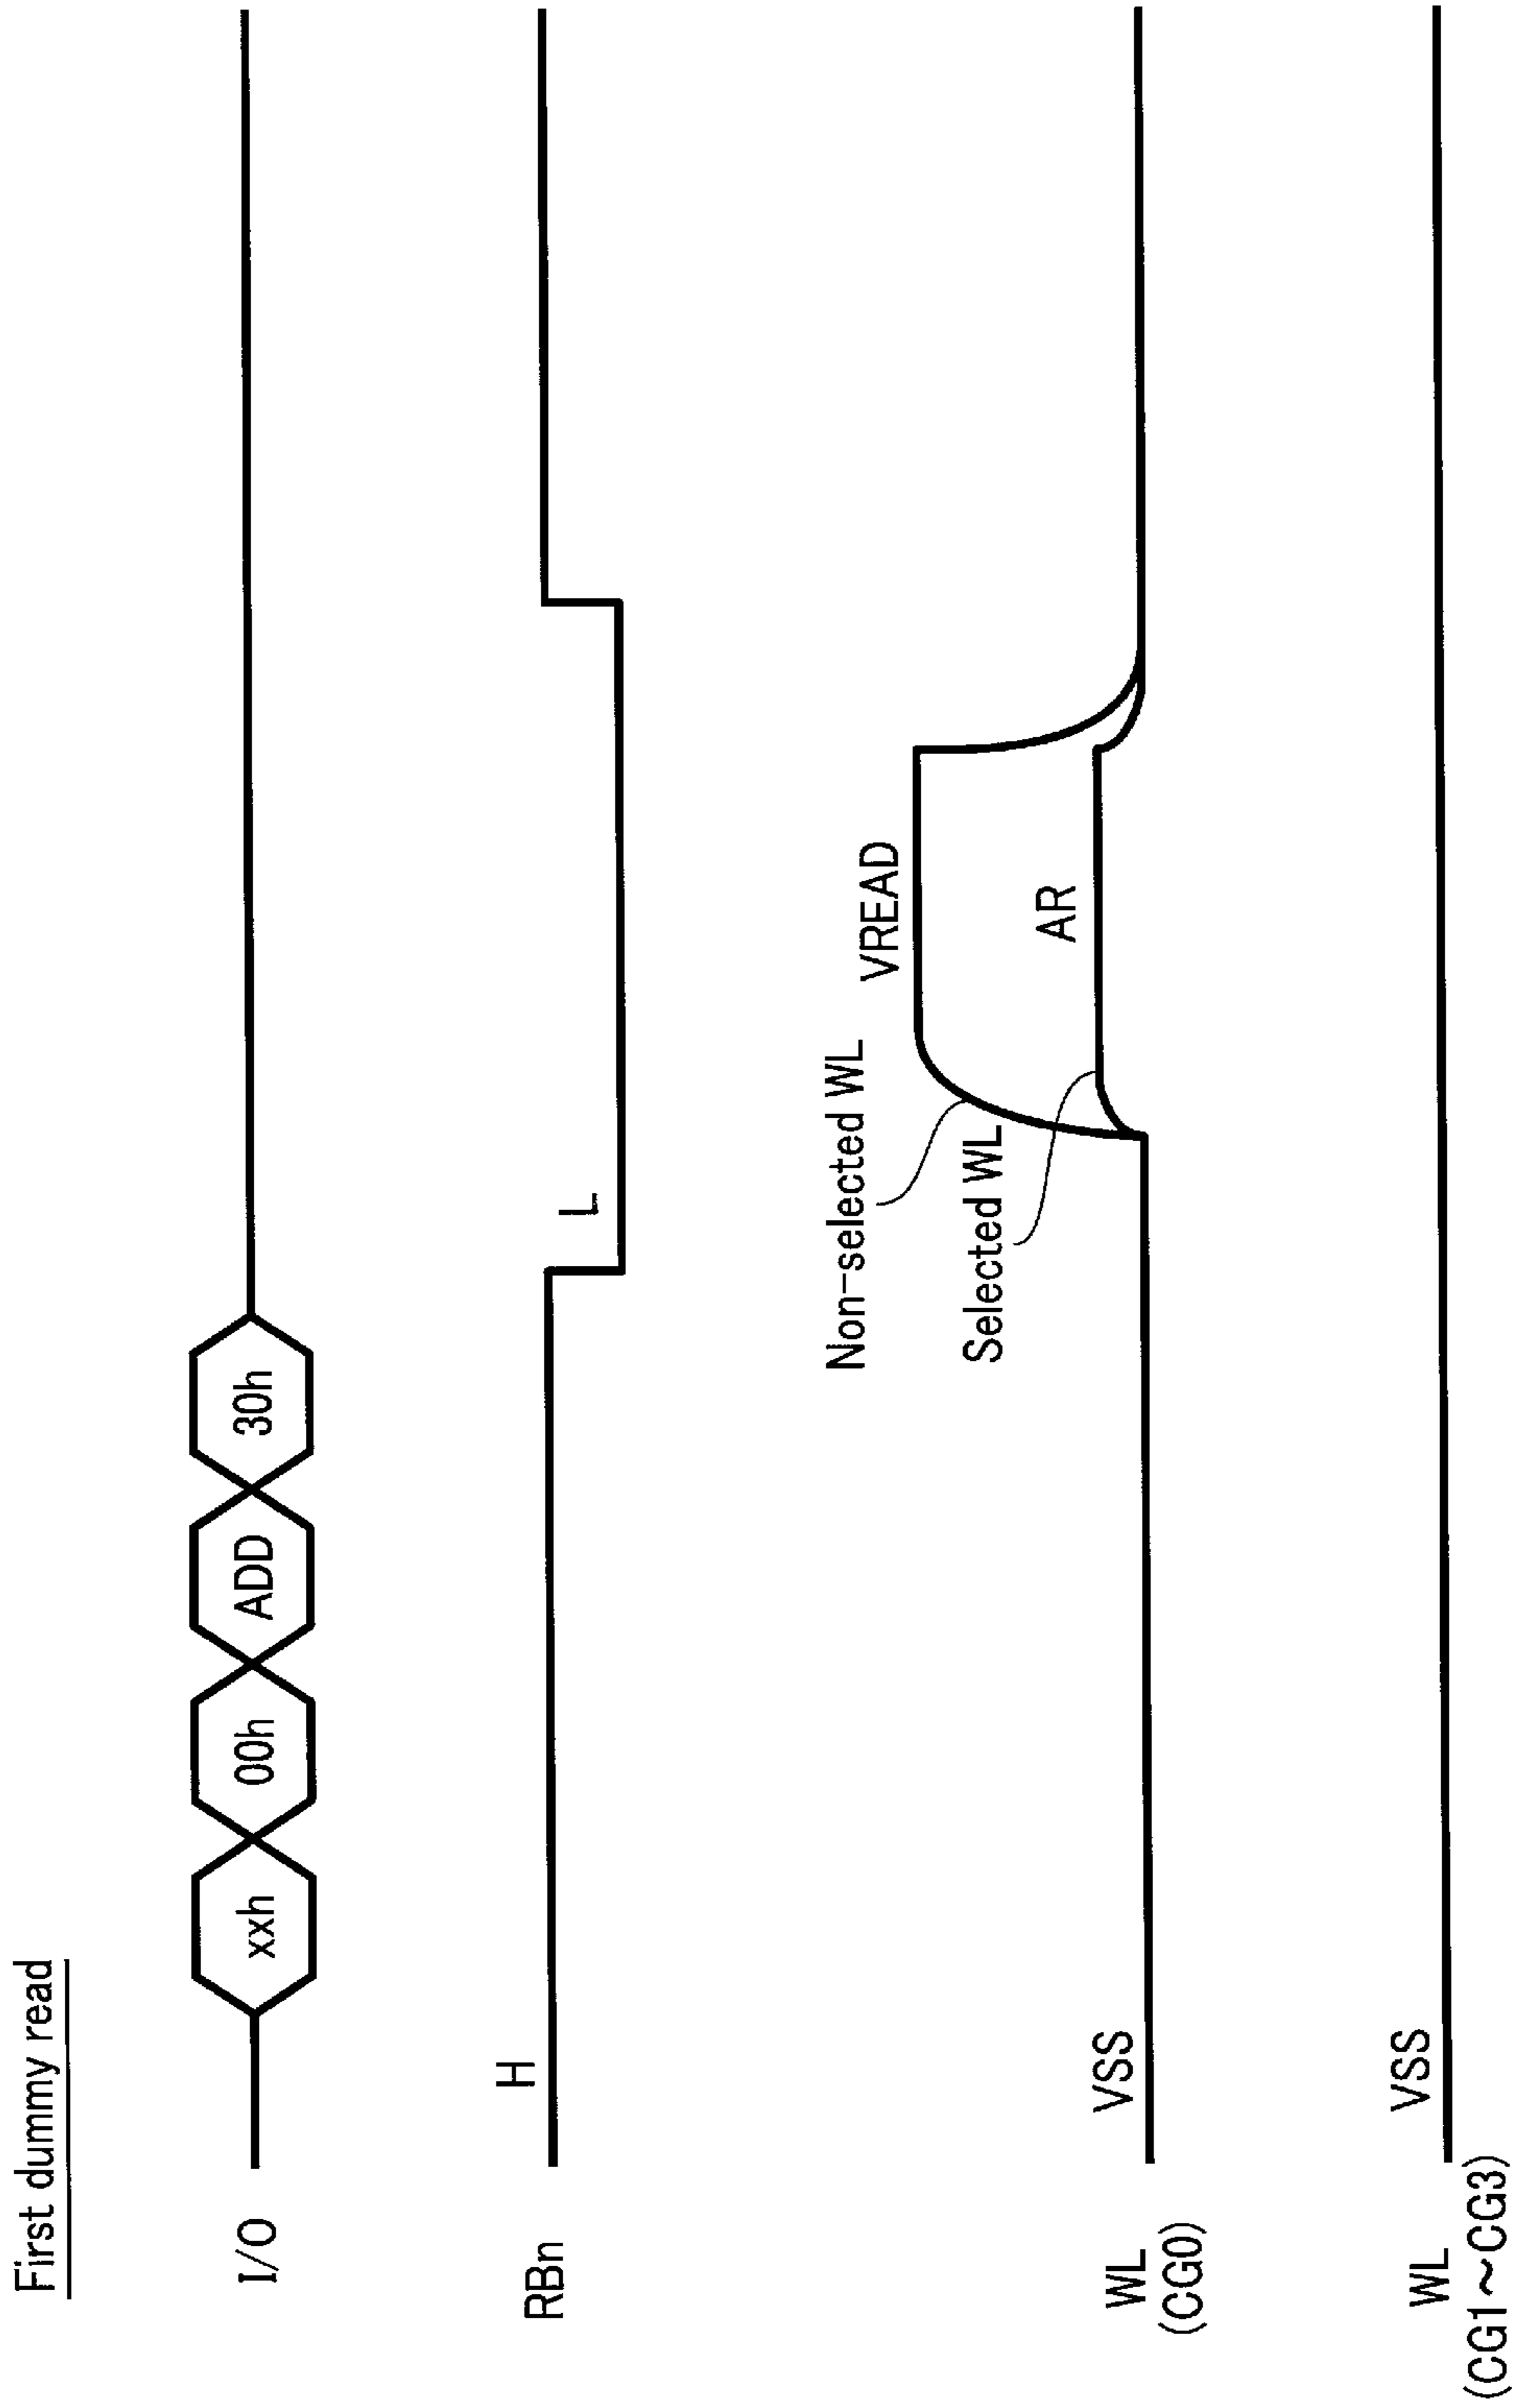 First dummy read
I/O
xxh
00h
ADD
30h
RBn
H
L
Non-selected WL
VREAD
Selected WL
AR
WL
(CG0)
VSS
WL
(CG1~CG3)
VSS